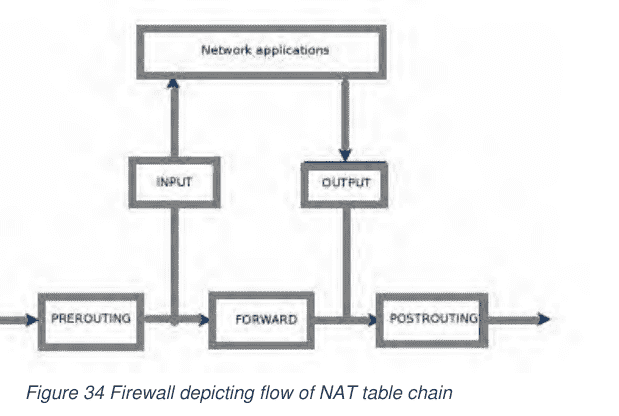 Network applications
INPUT
OUTPUT
PREROUTING
FORWARD
POSTROUTING
Figure 34 Firewall depicting flow of NAT table chain